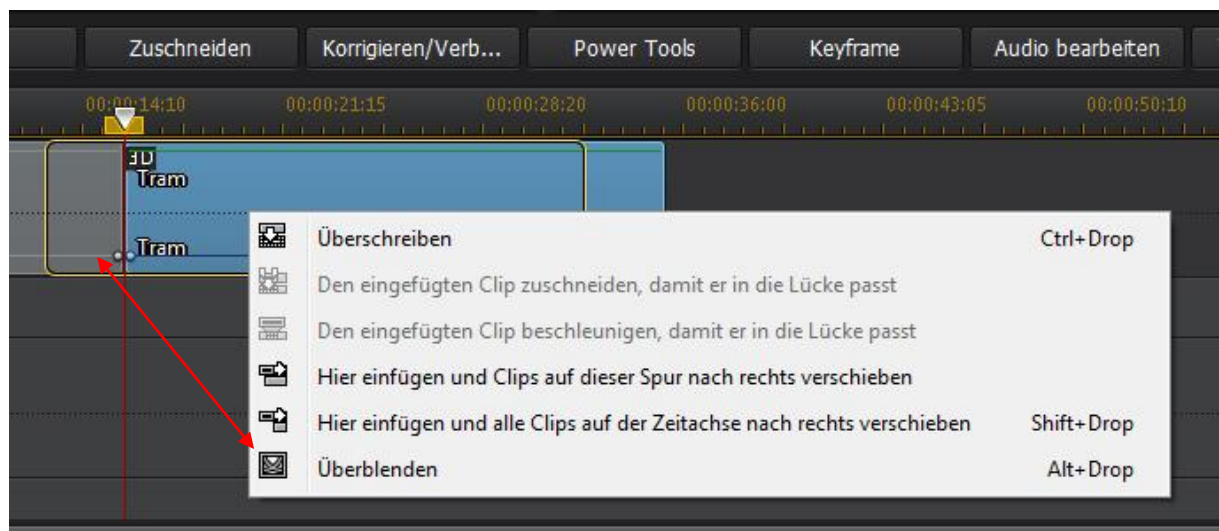 Zuschneiden Korrigieren/Verb... Power Tools Keyframe Audio bearbeiten
00:00:14:10 00:00:21:15 00:00:28:20 00:00:36:00 00:00:43:05 00:00:50:10
3D
Tram
Tram
Überschreiben Ctrl+Drop
Den eingefügten Clip zuschneiden, damit er in die Lücke passt
Den eingefügten Clip beschleunigen, damit er in die Lücke passt
Hier einfügen und Clips auf dieser Spur nach rechts verschieben
Hier einfügen und alle Clips auf der Zeitachse nach rechts verschieben Shift+Drop
Überblenden Alt+Drop